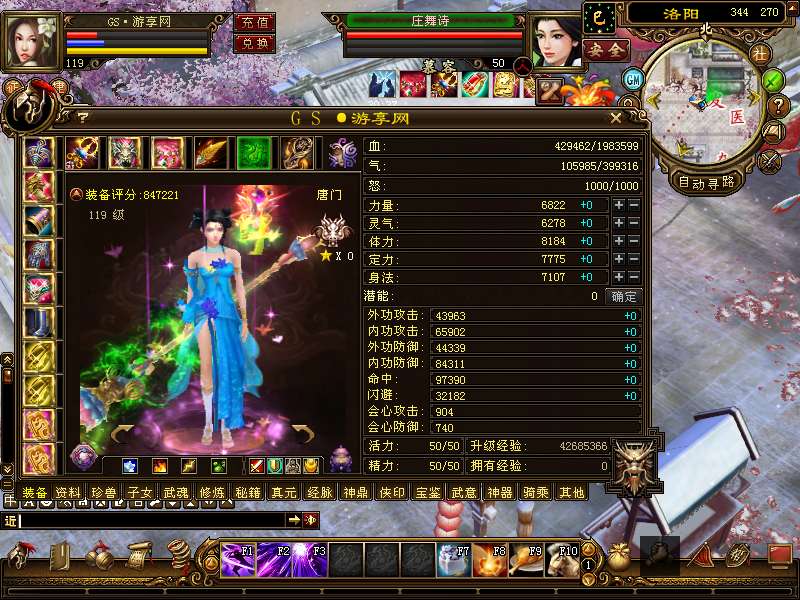 GS·游享网
119
充值
兑换
庄舞诗
慕容
50
安全
洛阳 344 270
北
社
GM
医
自动寻路
GS ●游享网
装备评分:847221
119 级
唐门
X 0
血: 429462/1983599
气: 105985/399316
怒: 1000/1000
力量: 6822 +0
灵气: 6278 +0
体力: 8184 +0
定力: 7775 +0
身法: 7107 +0
潜能: 0 确定
外功攻击: 43963 +0
内功攻击: 65902 +0
外功防御: 44339 +0
内功防御: 84311 +0
命中: 97390 +0
闪避: 32182 +0
会心攻击: 904
会心防御: 740
活力: 50/50 升级经验: 42685366
精力: 50/50 拥有经验: 0
装备 资料 珍兽 子女 武魂 修炼 秘籍 真元 经脉 神鼎 侠印 宝鉴 武意 神器 骑乘 其他
近
F1 F2 F3 F7 F8 F9 F10
1